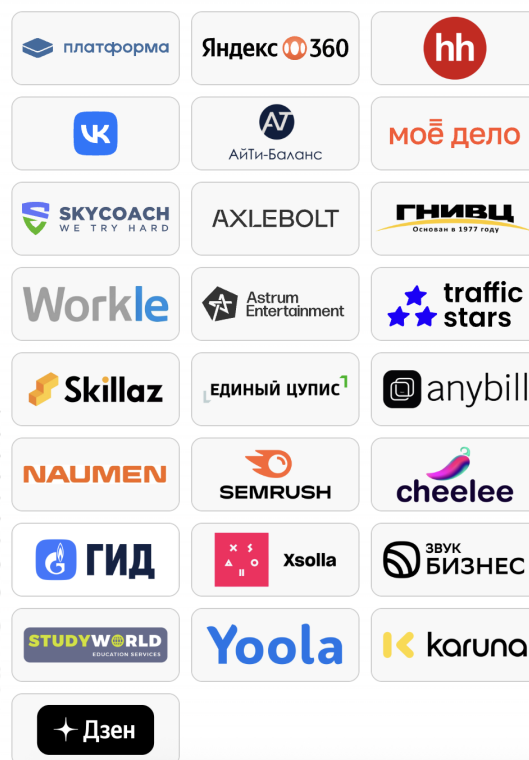 платформа
Яндекс 360
hh
VK
АйТи-Баланс
моё дело
SKYCOACH
WE TRY HARD
AXLEBOLT
ГНИВЦ
Основан в 1977 году
Workle
Astrum
Entertainment
traffic
stars
Skillaz
ЕДИНЫЙ ЦУПИС
anybill
NAUMEN
SEMRUSH
cheelee
ГИД
XS
Xsolla
ЗВУК
БИЗНЕС
STUDYWORLD
EDUCATION SERVICES
Yoola
karuna
Дзен